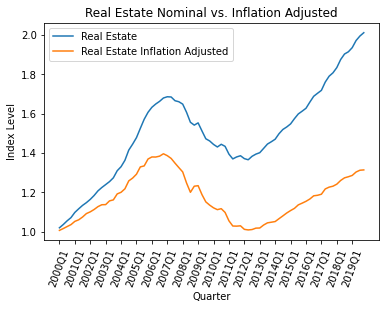 Real Estate Nominal vs. Inflation Adjusted
Real Estate
Real Estate Inflation Adjusted
Index Level
2.0
1.8
1.6
1.4
1.2
1.0
2000Q1
2001Q1
2002Q1
2003Q1
2004Q1
2005Q1
2006Q1
2007Q1
2008Q1
2009Q1
2010Q1
2011Q1
2012Q1
2013Q1
2014Q1
2015Q1
2016Q1
2017Q1
2018Q1
2019Q1
Quarter